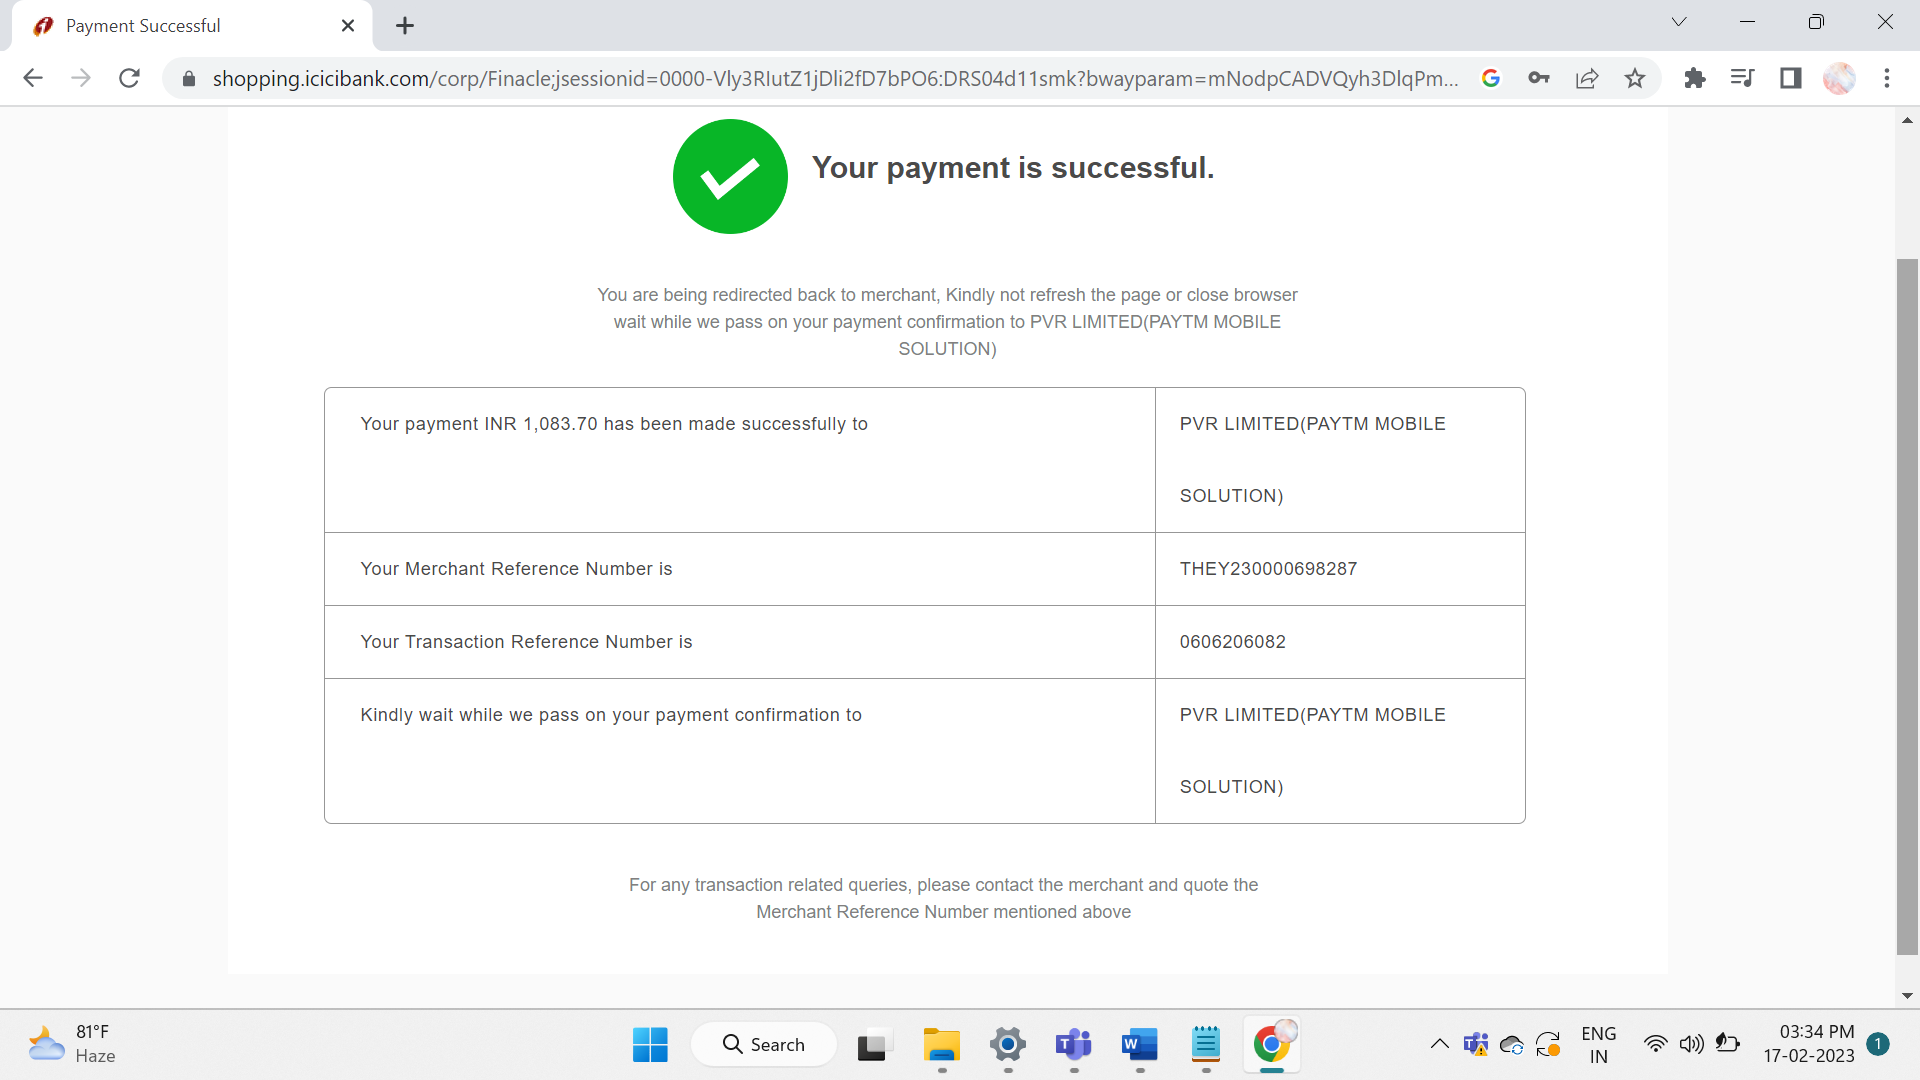 Payment Successful
shopping.icicibank.com/corp/Finacle;jsessionid=0000-Vly3RIutZ1jDli2fD7bPO6:DRS04d11smk?bwayparam=mNodpCADVQyh3DlqPm...
Your payment is successful.
You are being redirected back to merchant, Kindly not refresh the page or close browser
wait while we pass on your payment confirmation to PVR LIMITED(PAYTM MOBILE
SOLUTION)
Your payment INR 1,083.70 has been made successfully to
PVR LIMITED(PAYTM MOBILE
SOLUTION)
Your Merchant Reference Number is
THEY230000698287
Your Transaction Reference Number is
0606206082
Kindly wait while we pass on your payment confirmation to
PVR LIMITED(PAYTM MOBILE
SOLUTION)
For any transaction related queries, please contact the merchant and quote the
Merchant Reference Number mentioned above
81°F
Haze
Search
ENG
IN
03:34 PM
17-02-2023
1